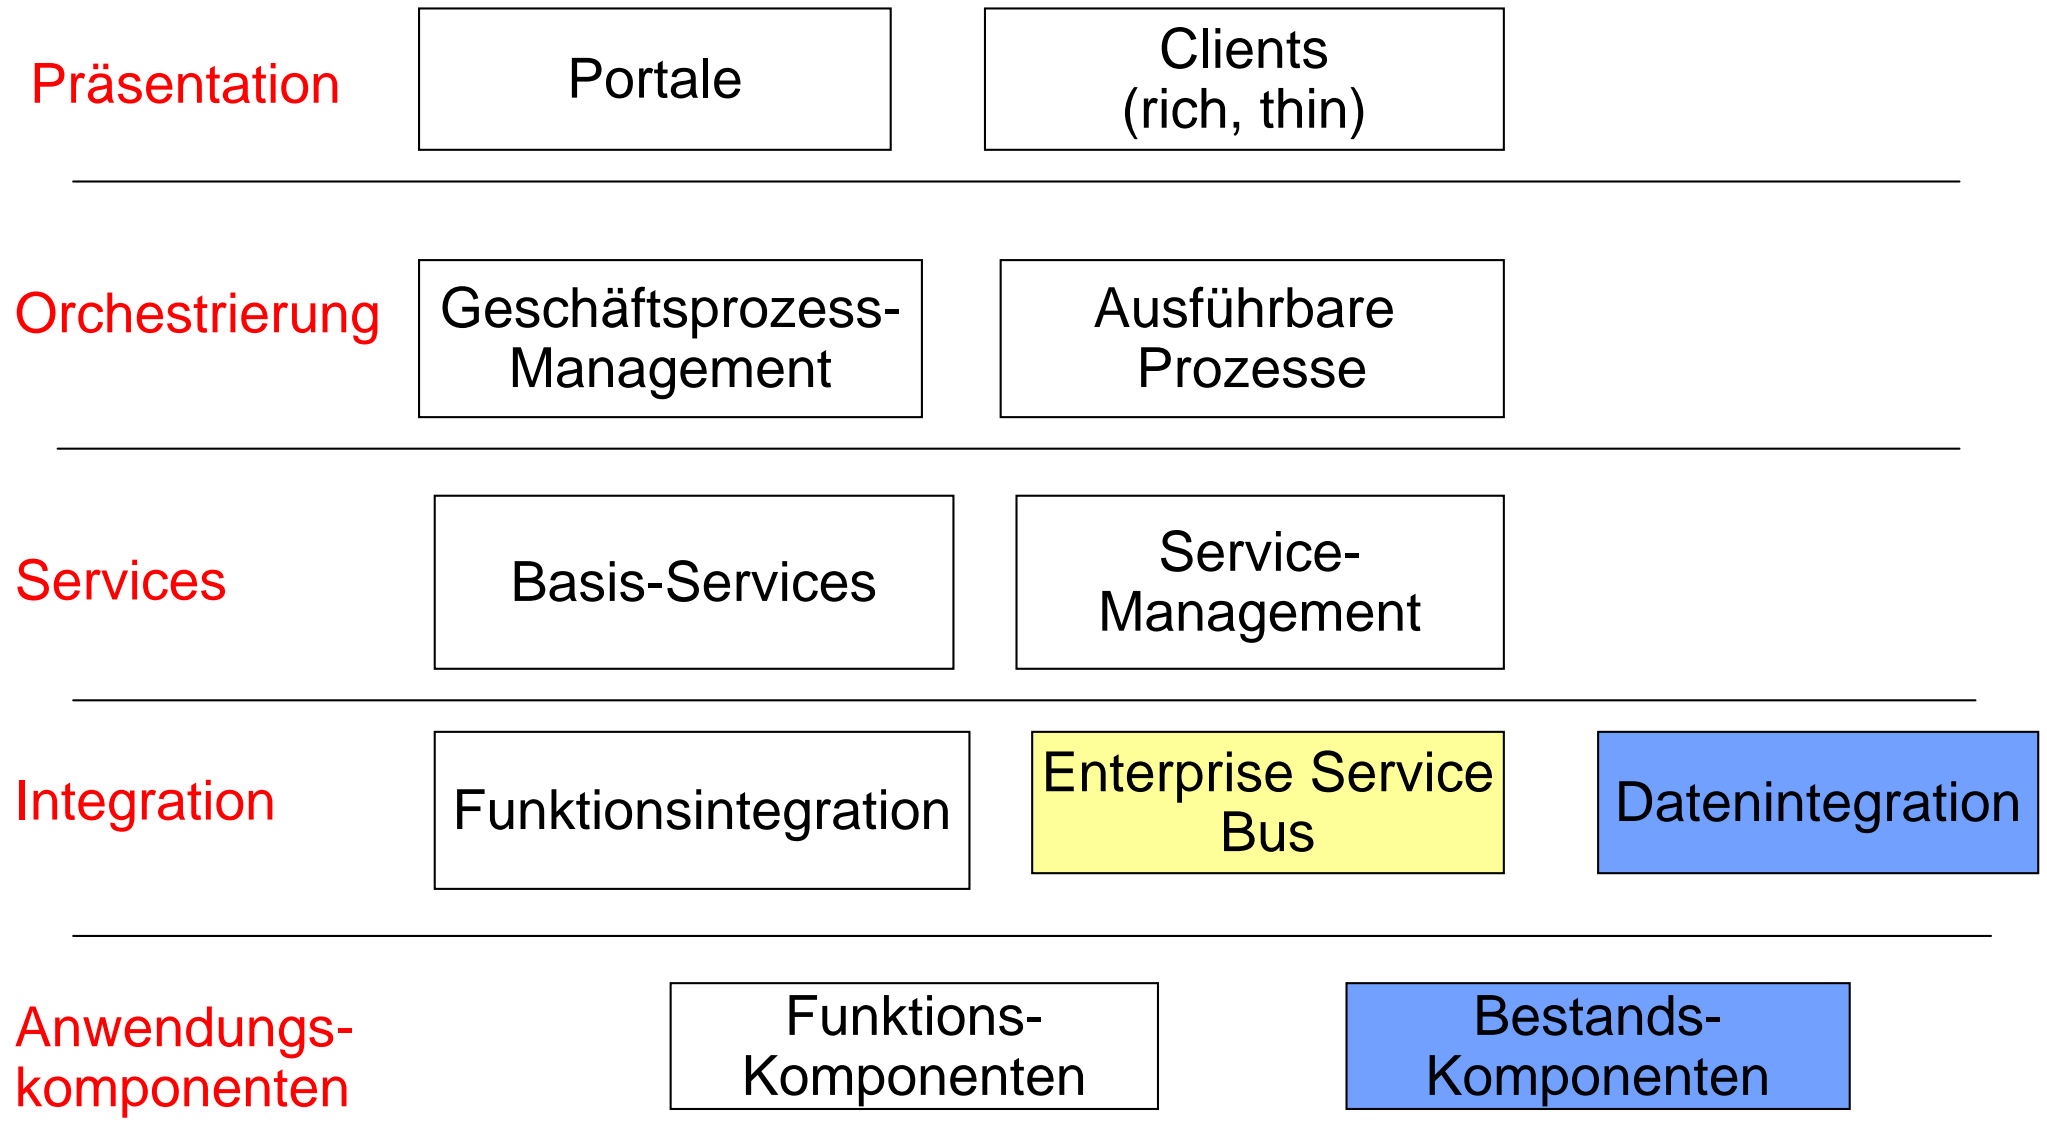 Präsentation
Portale
Clients
(rich, thin)
Orchestrierung
Geschäftsprozess-
Management
Ausführbare
Prozesse
Services
Basis-Services
Service-
Management
Integration
Funktionsintegration
Enterprise Service
Bus
Datenintegration
Anwendungs-
komponenten
Funktions-
Komponenten
Bestands-
Komponenten